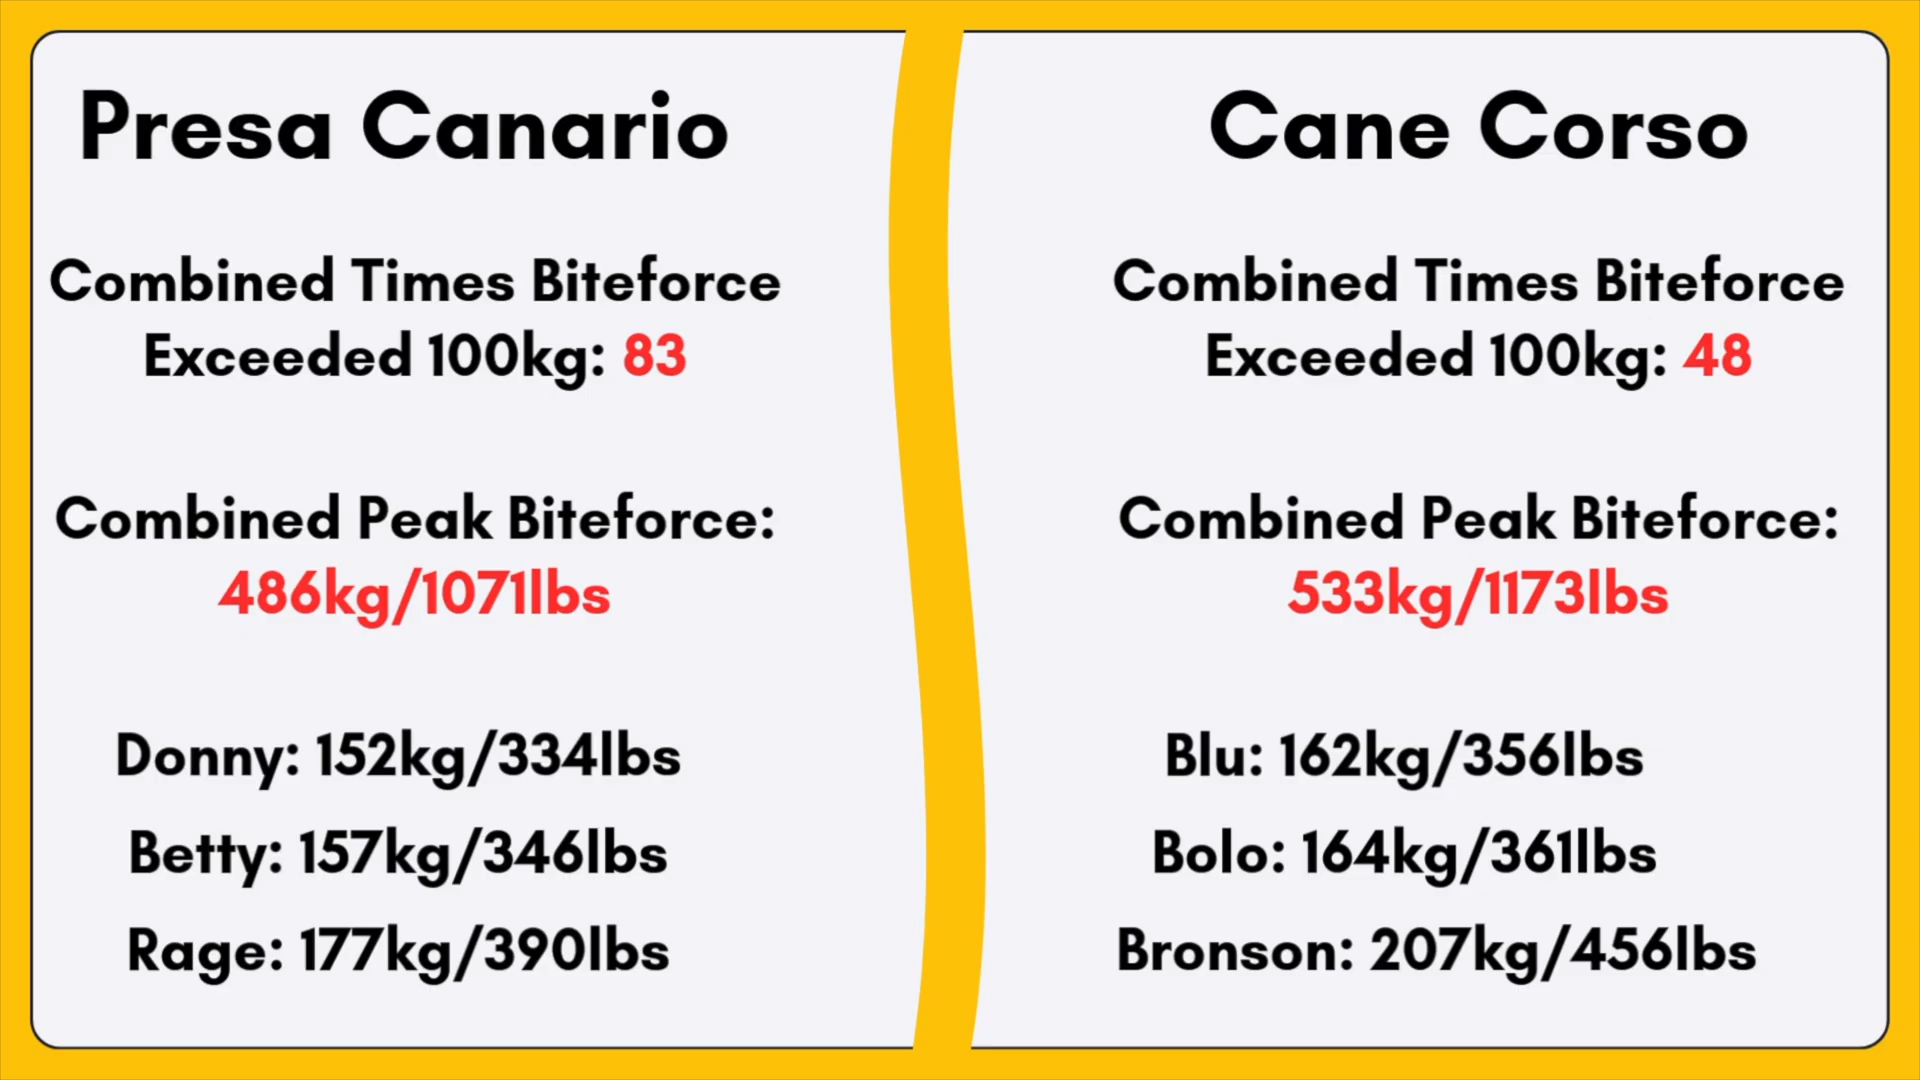 Presa Canario
Combined Times Biteforce
Exceeded 100kg: 83
Combined Peak Biteforce:
486kg/1071lbs
Donny: 152kg/334lbs
Betty: 157kg/346lbs
Rage: 177kg/390lbs
Cane Corso
Combined Times Biteforce
Exceeded 100kg: 48
Combined Peak Biteforce:
533kg/1173lbs
Blu: 162kg/356lbs
Bolo: 164kg/361lbs
Bronson: 207kg/456lbs